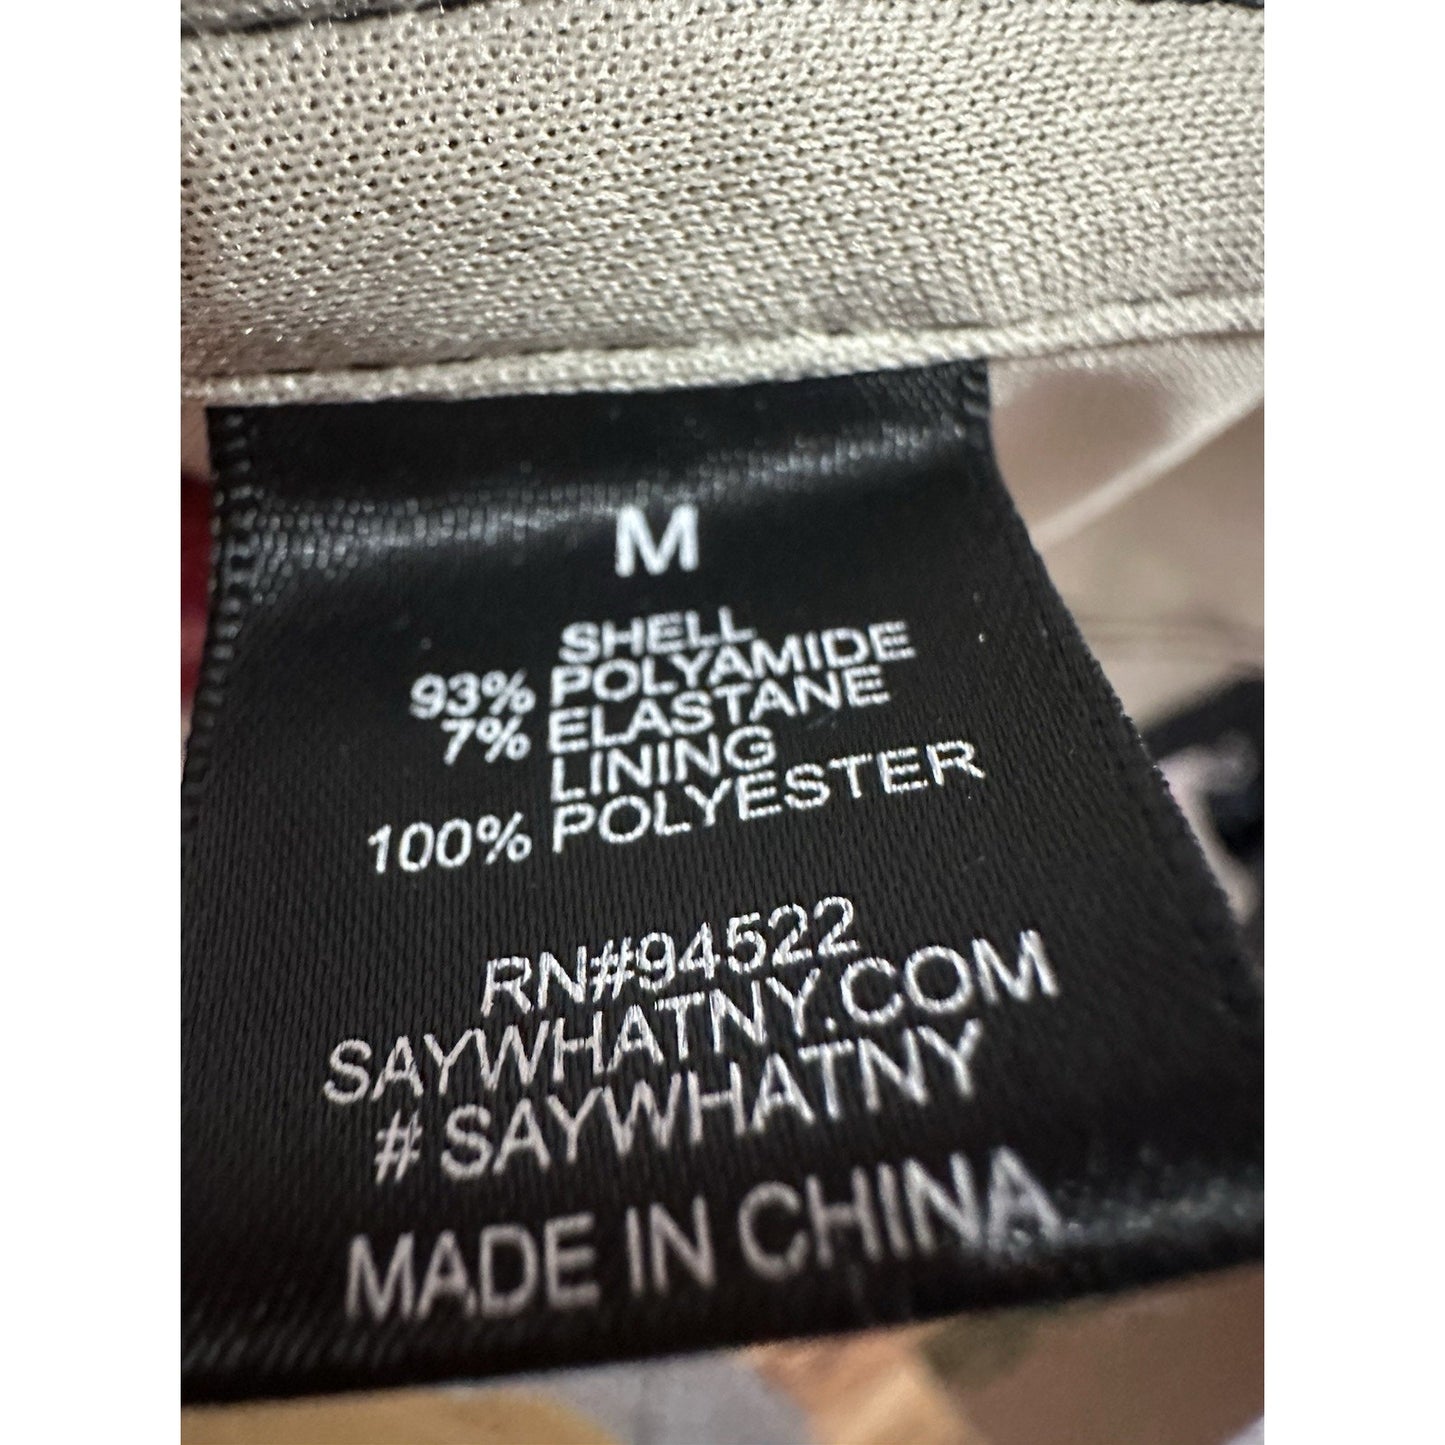 M
SHELL
93% POLYAMIDE
7% ELASTANE
LINING
100% POLYESTER
RN#94522
SAYWHATNY.COM
# SAYWHATNY
MADE IN CHINA